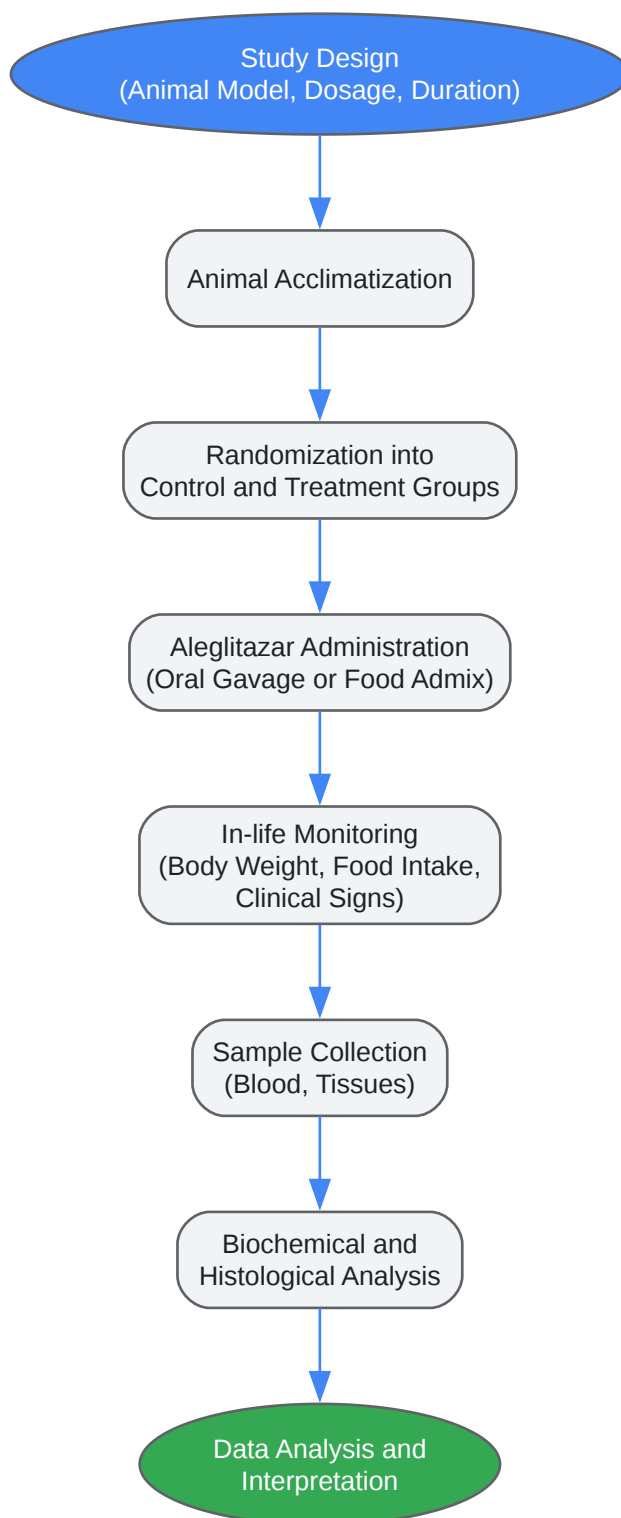 Study Design
(Animal Model, Dosage, Duration)
Animal Acclimatization
Randomization into
Control and Treatment Groups
Aleglitazar Administration
(Oral Gavage or Food Admix)
In-life Monitoring
(Body Weight, Food Intake,
Clinical Signs)
Sample Collection
(Blood, Tissues)
Biochemical and
Histological Analysis
Data Analysis and
Interpretation